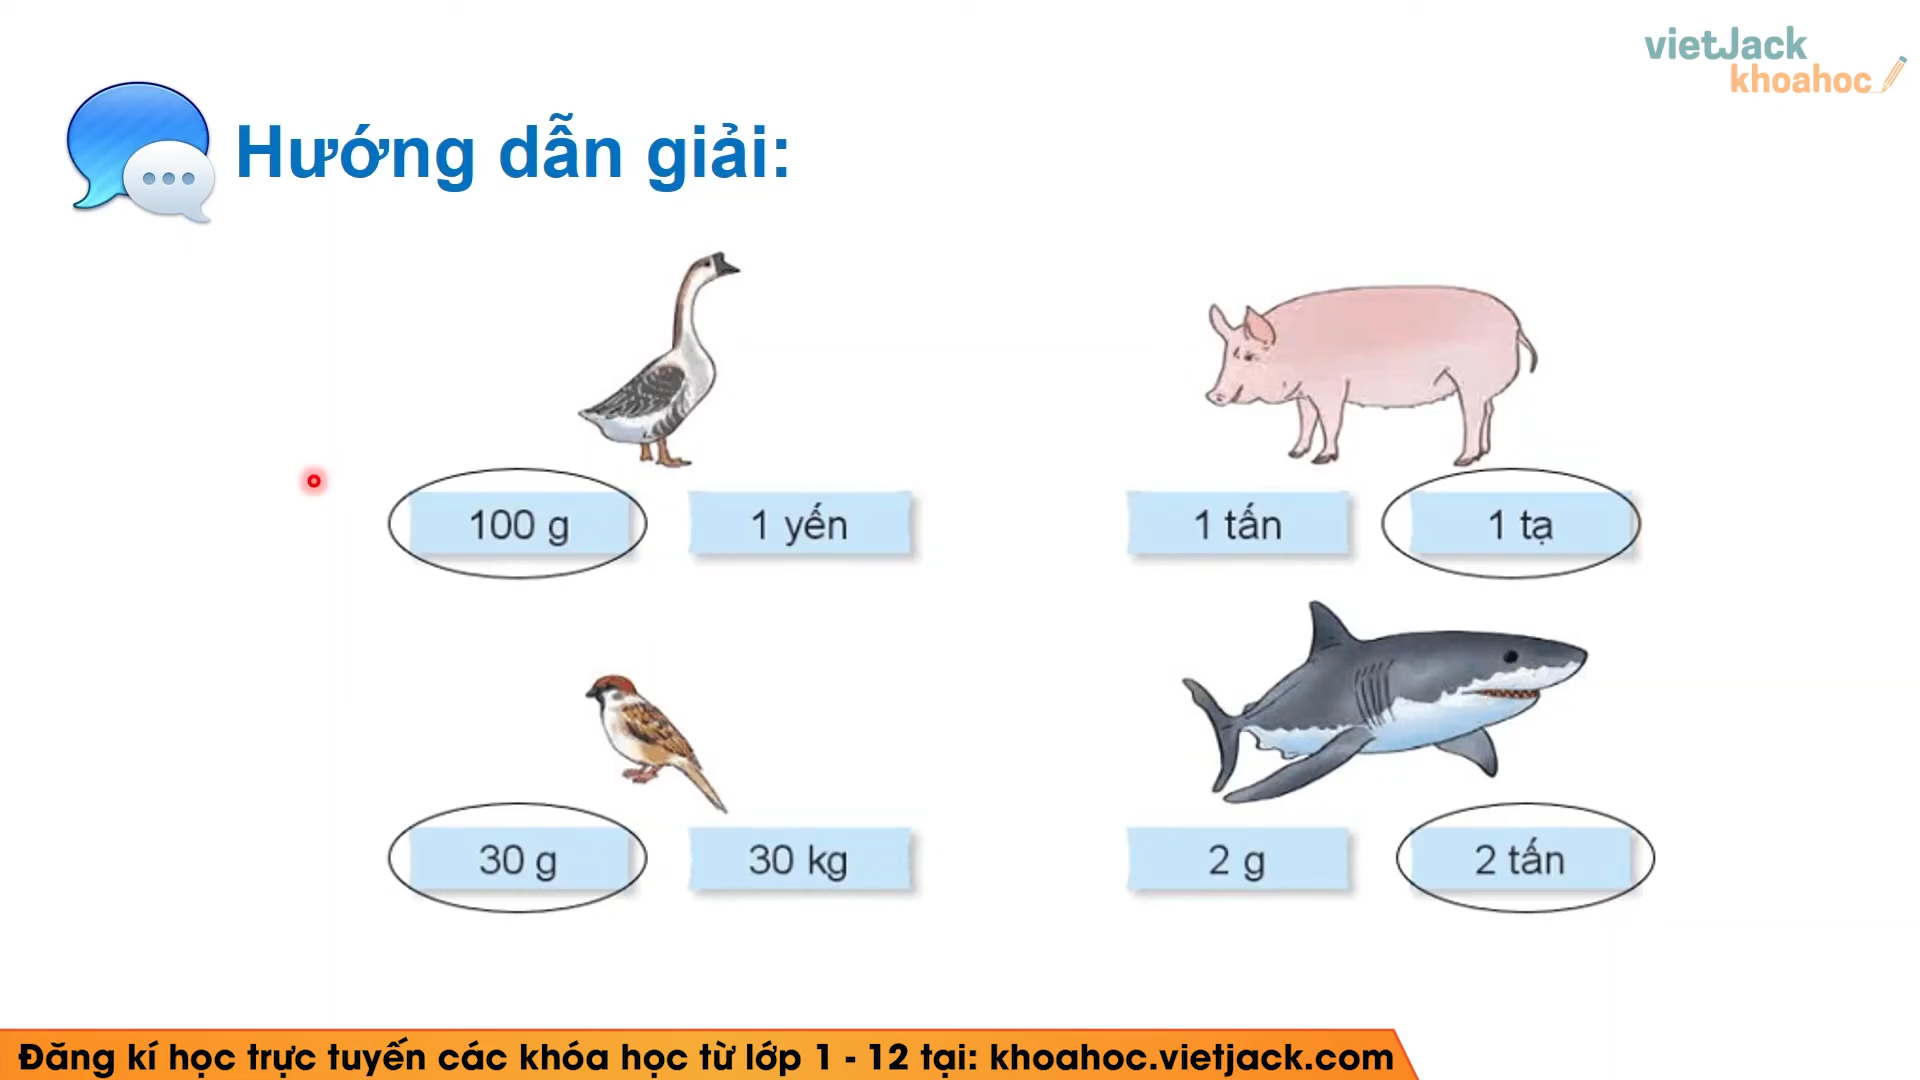 vietJack
khoahoc
Hướng dẫn giải:
100 g
1 yến
1 tấn
1 tạ
30 g
30 kg
2 g
2 tấn
Đăng kí học trực tuyến các khóa học từ lớp 1 - 12 tại: khoahoc.vietjack.com